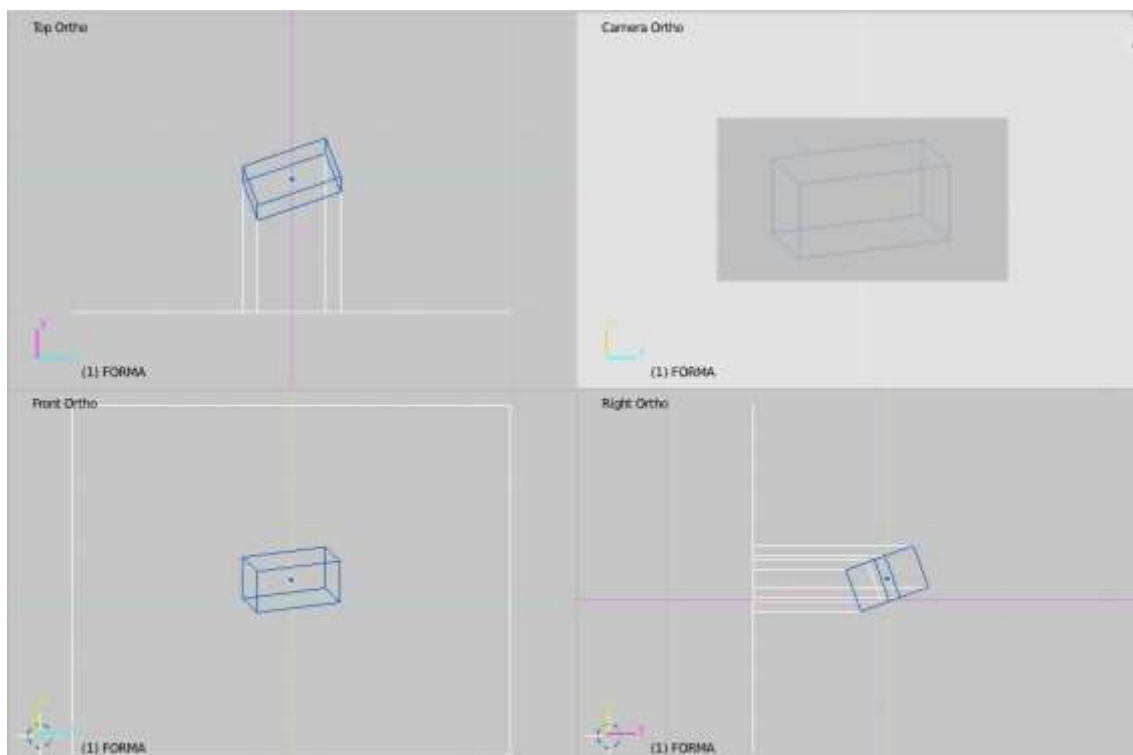 Top Ortho
Camera Ortho
(1) FORMA
(1) FORMA
Front Ortho
Right Ortho
(1) FORMA
(1) FORMA